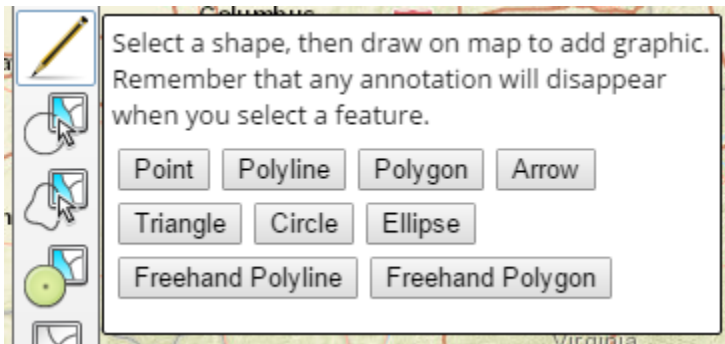 Columbus
Select a shape, then draw on map to add graphic.
Remember that any annotation will disappear
when you select a feature.
Point Polyline Polygon Arrow
Triangle Circle Ellipse
Freehand Polyline Freehand Polygon
Virginia